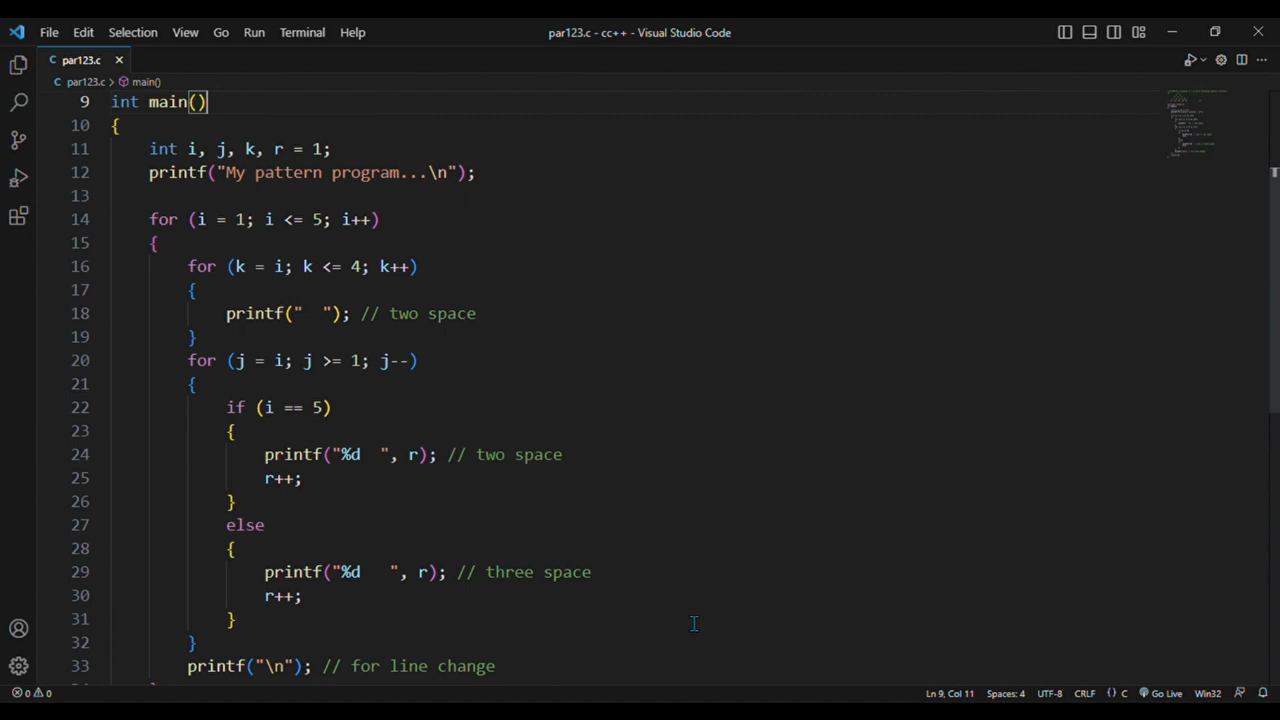 File Edit Selection View Go Run Terminal Help par123.c - cc++ - Visual Studio Code
C par123.c
C par123.c > main()
9 int main()
10 {
11     int i, j, k, r = 1;
12     printf("My pattern program...\n");
13
14     for (i = 1; i <= 5; i++)
15     {
16         for (k = i; k <= 4; k++)
17         {
18             printf("  "); // two space
19         }
20         for (j = i; j >= 1; j--)
21         {
22             if (i == 5)
23             {
24                 printf("%d  ", r); // two space
25                 r++;
26             }
27             else
28             {
29                 printf("%d   ", r); // three space
30                 r++;
31             }
32         }
33         printf("\n"); // for line change
0 0 Ln 9, Col 11 Spaces: 4 UTF-8 CRLF {} C Go Live Win32